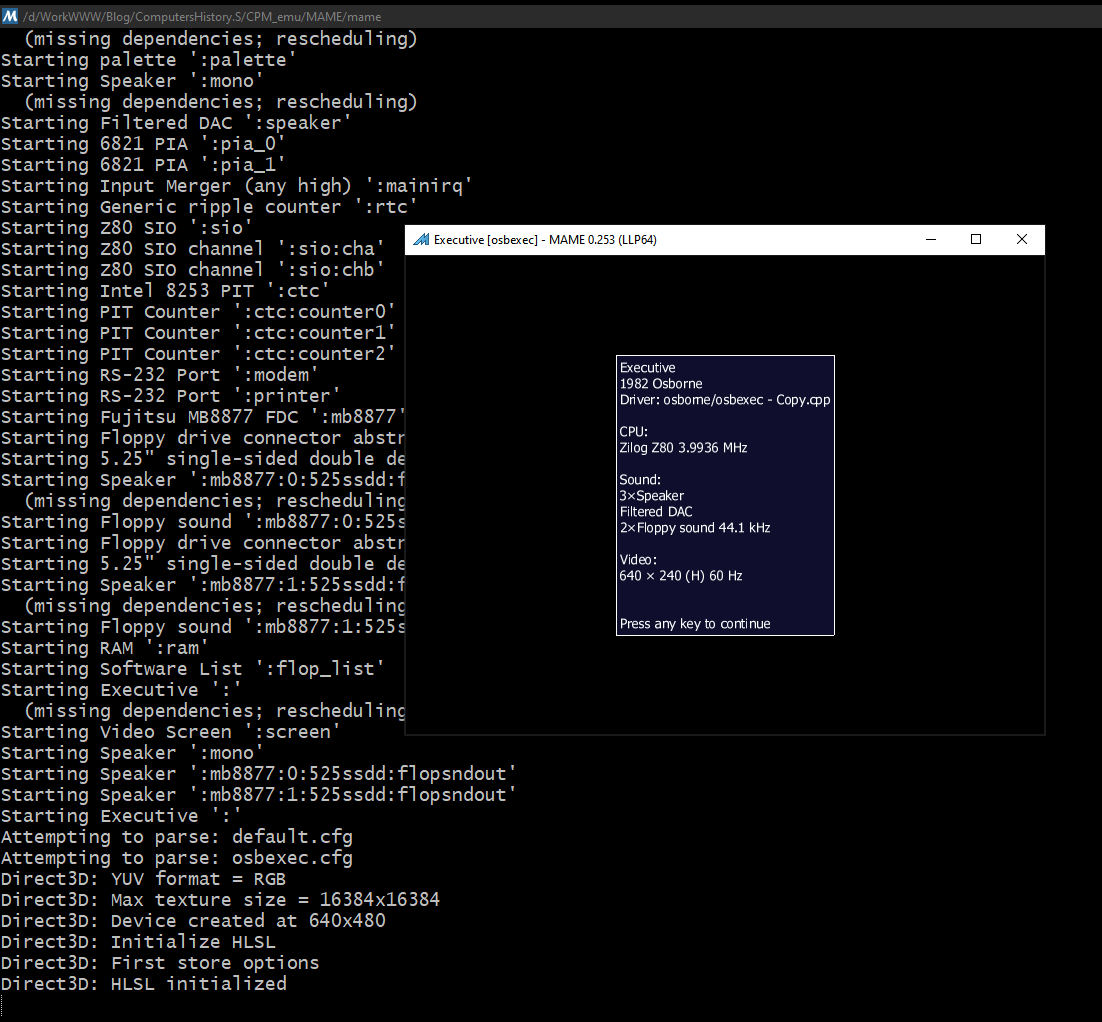 /d/WorkWWW/Blog/ComputersHistory.S/CPM_emu/MAME/mame
(missing dependencies; rescheduling)
Starting palette ':palette'
Starting Speaker ':mono'
(missing dependencies; rescheduling)
Starting Filtered DAC ':speaker'
Starting 6821 PIA ':pia_0'
Starting 6821 PIA ':pia_1'
Starting Input Merger (any high) ':mainirq'
Starting Generic ripple counter ':rtc'
Starting Z80 SIO ':sio'
Starting Z80 SIO channel ':sio:cha'
Starting Z80 SIO channel ':sio:chb'
Starting Intel 8253 PIT ':ctc'
Starting PIT Counter ':ctc:counter0'
Starting PIT Counter ':ctc:counter1'
Starting PIT Counter ':ctc:counter2'
Starting RS-232 Port ':modem'
Starting RS-232 Port ':printer'
Starting Fujitsu MB8877 FDC ':mb8877'
Starting Floppy drive connector abstr
Starting 5.25" single-sided double de
Starting Speaker ':mb8877:0:525ssdd:f
(missing dependencies; rescheduling
Starting Floppy sound ':mb8877:0:525s
Starting Floppy drive connector abstr
Starting 5.25" single-sided double de
Starting Speaker ':mb8877:1:525ssdd:f
(missing dependencies; rescheduling
Starting Floppy sound ':mb8877:1:525s
Starting RAM ':ram'
Starting Software List ':flop_list'
Starting Executive ':'
(missing dependencies; rescheduling
Starting Video Screen ':screen'
Starting Speaker ':mono'
Starting Speaker ':mb8877:0:525ssdd:flopsndout'
Starting Speaker ':mb8877:1:525ssdd:flopsndout'
Starting Executive ':'
Attempting to parse: default.cfg
Attempting to parse: osbexec.cfg
Direct3D: YUV format = RGB
Direct3D: Max texture size = 16384x16384
Direct3D: Device created at 640x480
Direct3D: Initialize HLSL
Direct3D: First store options
Direct3D: HLSL initialized
Executive [osbexec] - MAME 0.253 (LLP64)
Executive
1982 Osborne
Driver: osborne/osbexec - Copy.cpp
CPU:
Zilog Z80 3.9936 MHz
Sound:
3×Speaker
Filtered DAC
2×Floppy sound 44.1 kHz
Video:
640 × 240 (H) 60 Hz
Press any key to continue